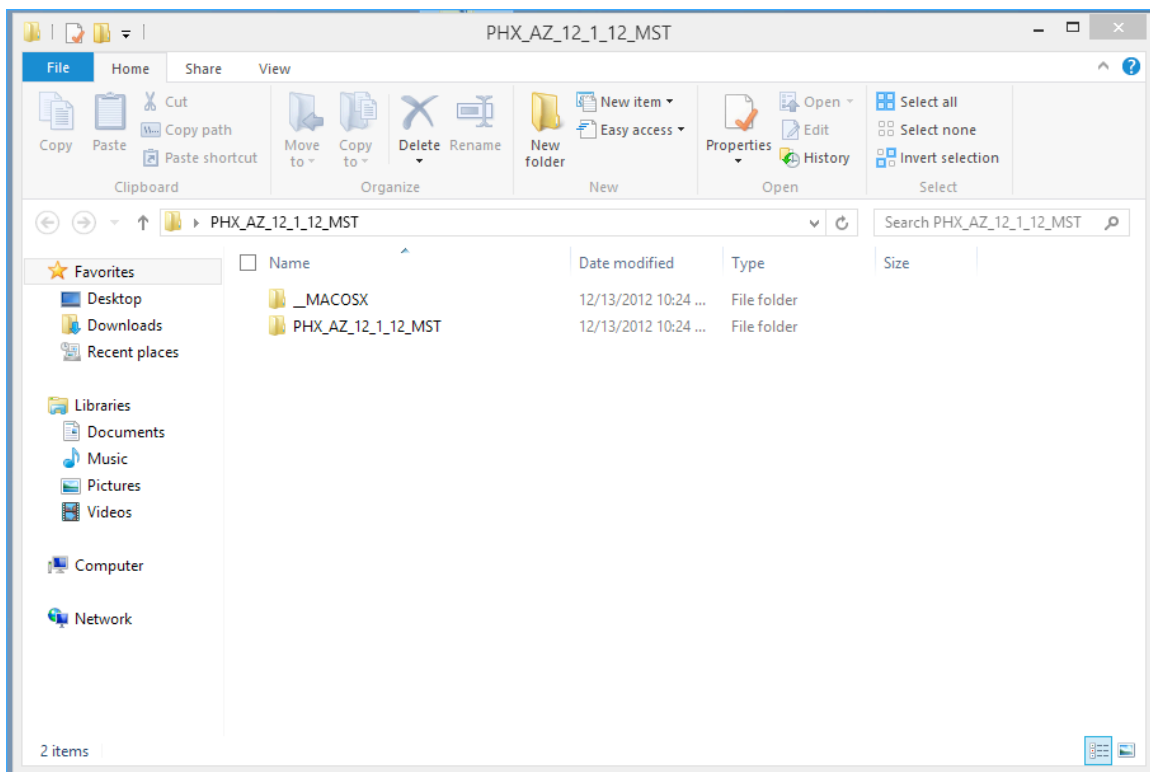 PHX_AZ_12_1_12_MST
File Home Share View
Copy
Paste
Cut
Copy path
Paste shortcut
Clipboard
Move to
Copy to
Delete
Rename
Organize
New folder
New item
Easy access
New
Properties
Open
Edit
History
Open
Select all
Select none
Invert selection
Select
PHX_AZ_12_1_12_MST
Search PHX_AZ_12_1_12_MST
Favorites
Desktop
Downloads
Recent places
Libraries
Documents
Music
Pictures
Videos
Computer
Network
Name Date modified Type Size
__MACOSX 12/13/2012 10:24 ... File folder
PHX_AZ_12_1_12_MST 12/13/2012 10:24 ... File folder
2 items